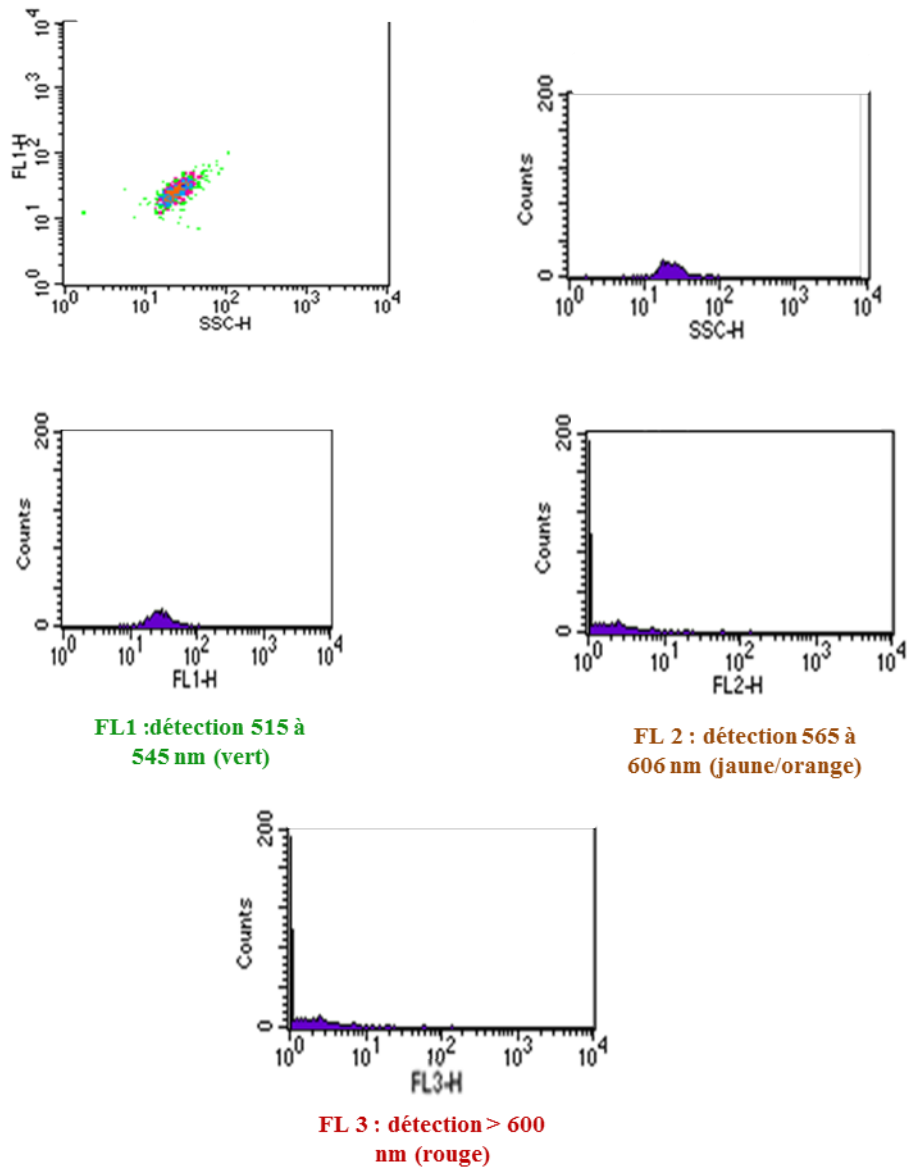 10^4
10^3
10^2
10^1
10^0
FL1-H
10^0 10^1 10^2 10^3 10^4
SSC-H
200
Counts
0
10^0 10^1 10^2 10^3 10^4
SSC-H
200
Counts
0
10^0 10^1 10^2 10^3 10^4
FL1-H
FL1 :détection 515 à
545 nm (vert)
200
Counts
0
10^0 10^1 10^2 10^3 10^4
FL2-H
FL 2 : détection 565 à
606 nm (jaune/orange)
200
Counts
0
10^0 10^1 10^2 10^3 10^4
FL3-H
FL 3 : détection > 600
nm (rouge)